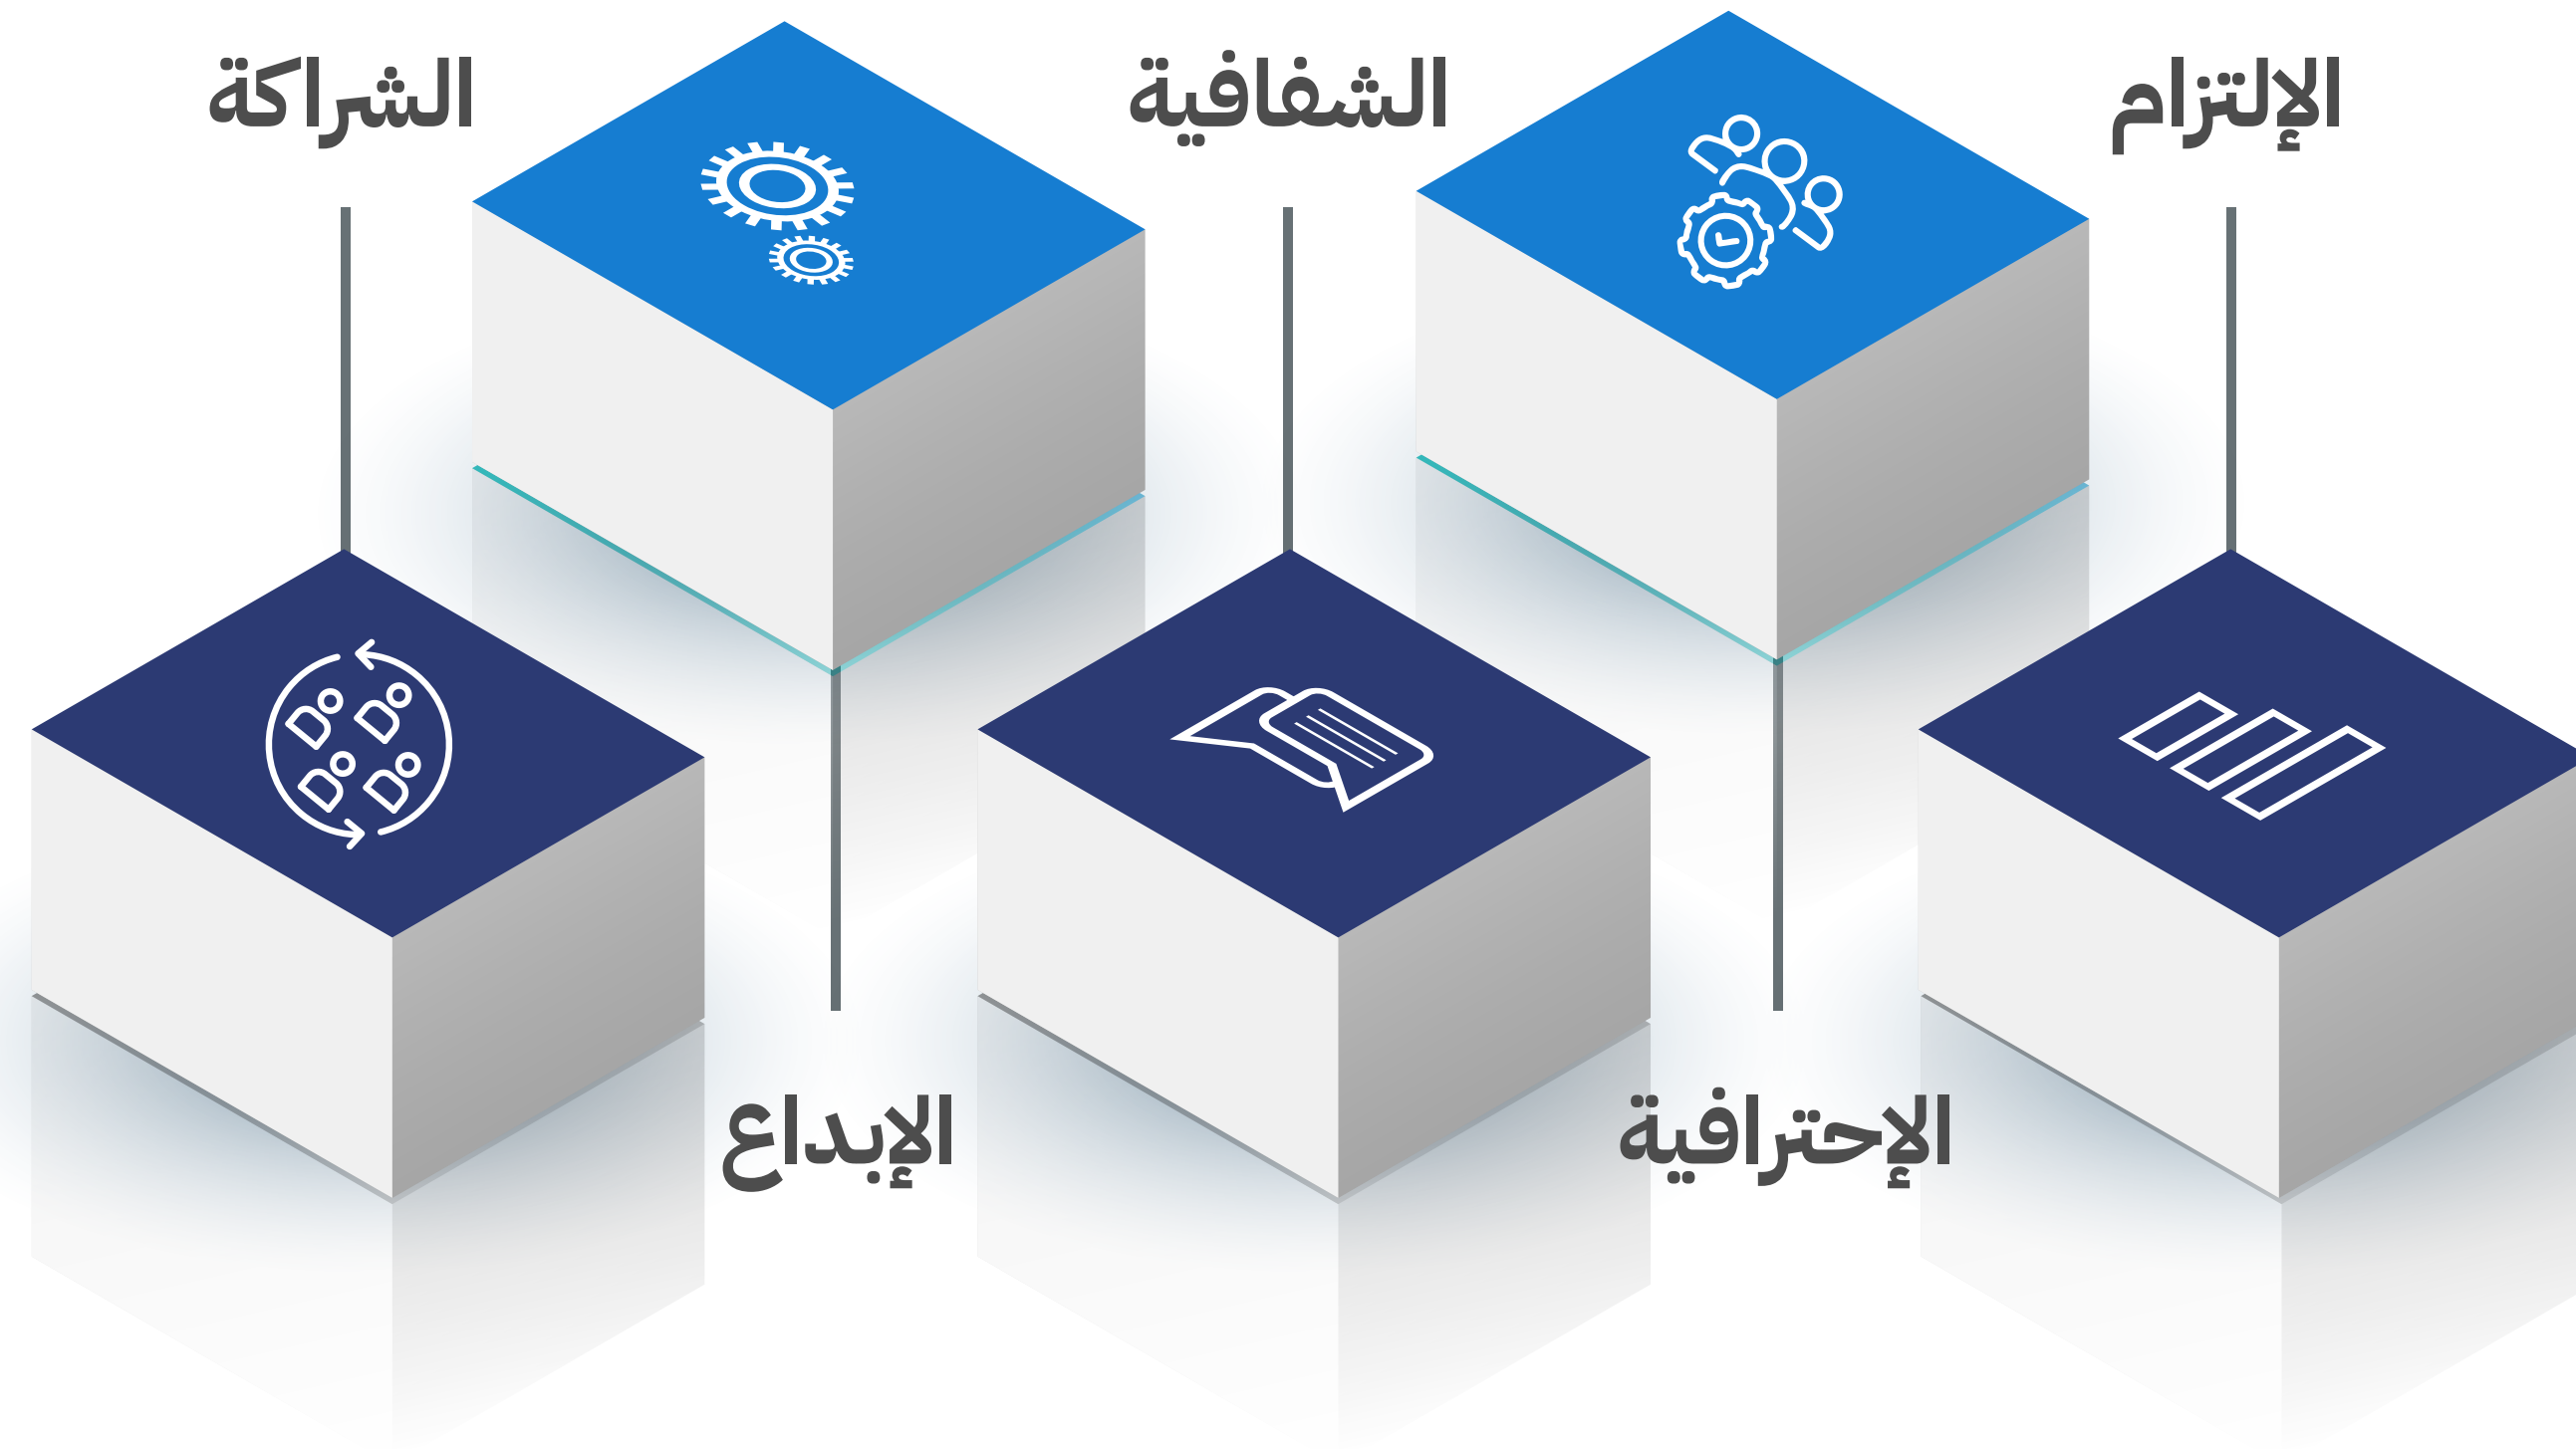 الإلتزام
الشفافية
الشراكة
الإحترافية
الإبداع